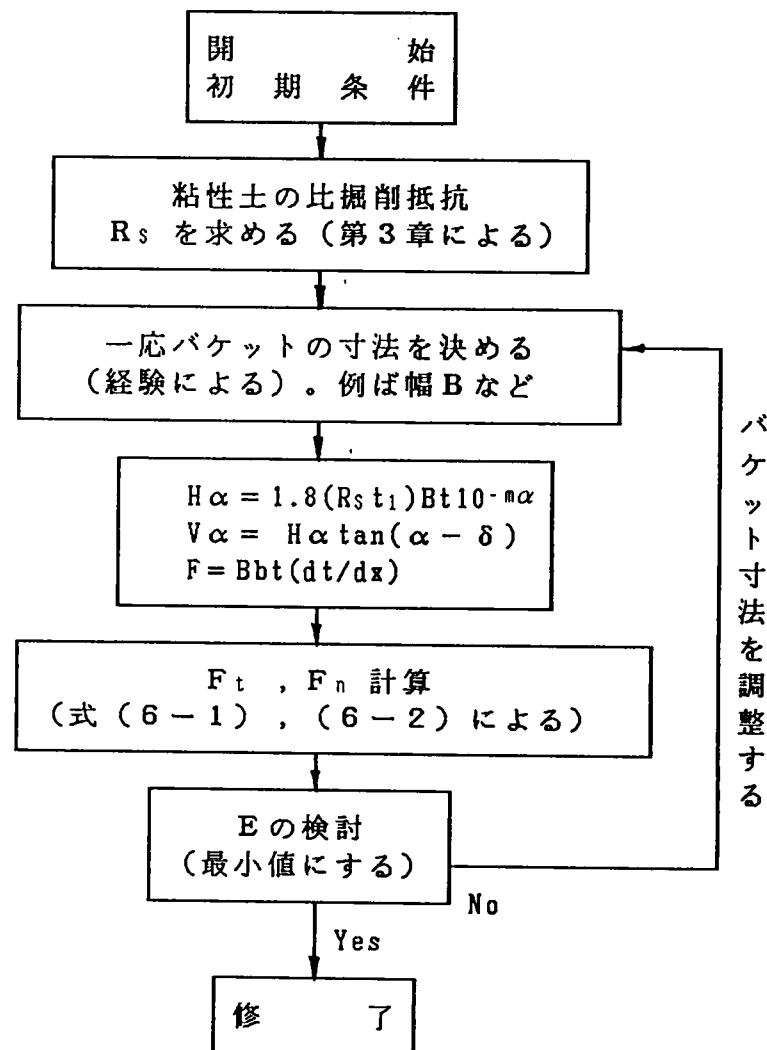 開始
初期条件
粘性土の比掘削抵抗
Rs を求める（第3章による）
一応バケットの寸法を決める
（経験による）。例ば幅Bなど
Hα＝1.8(Rst1)Bt10-mα
Vα＝ Hαtan(α－δ)
F＝Bbt(dt/dx)
Ft ，Fn 計算
（式（6－1），（6－2）による）
Eの検討
（最小値にする）
No
Yes
修了
バケット寸法を調整する